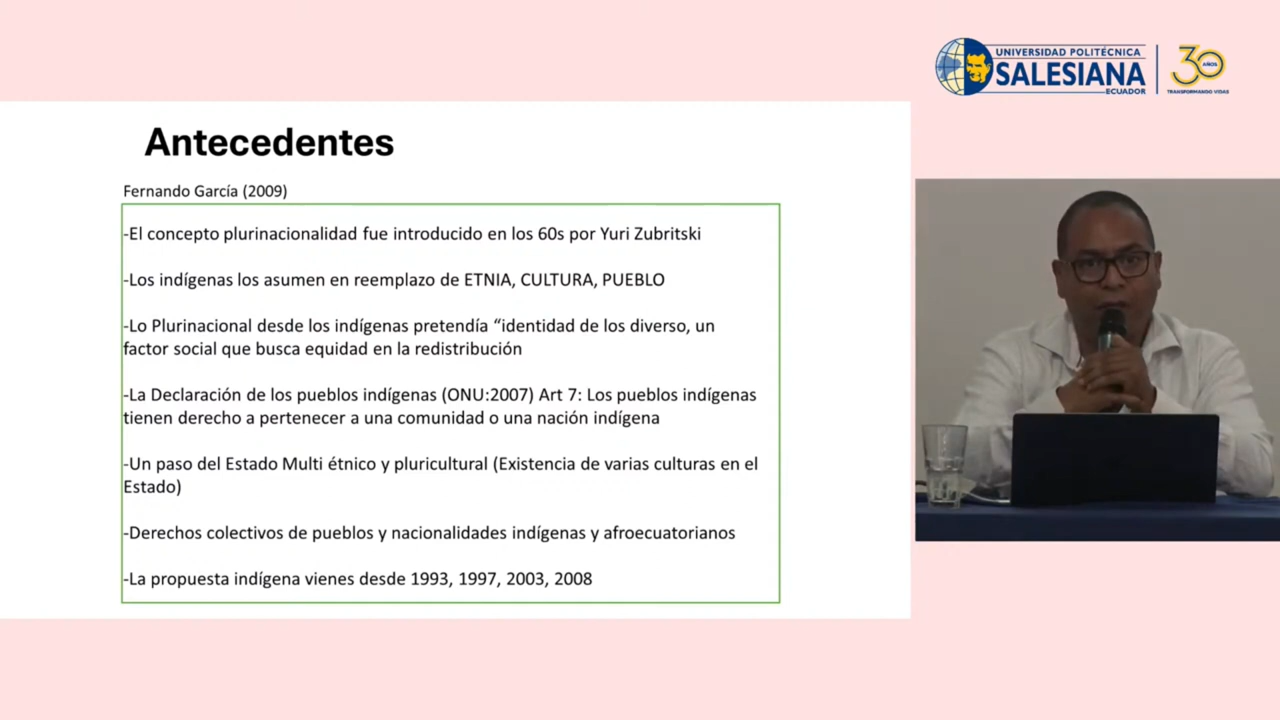 UNIVERSIDAD POLITÉCNICA
SALESIANA
ECUADOR
30
AÑOS
TRANSFORMANDO VIDAS
Antecedentes
Fernando García (2009)
-El concepto plurinacionalidad fue introducido en los 60s por Yuri Zubritski
-Los indígenas los asumen en reemplazo de ETNIA, CULTURA, PUEBLO
-Lo Plurinacional desde los indígenas pretendía “identidad de los diverso, un
factor social que busca equidad en la redistribución
-La Declaración de los pueblos indígenas (ONU:2007) Art 7: Los pueblos indígenas
tienen derecho a pertenecer a una comunidad o una nación indígena
-Un paso del Estado Multi étnico y pluricultural (Existencia de varias culturas en el
Estado)
-Derechos colectivos de pueblos y nacionalidades indígenas y afroecuatorianos
-La propuesta indígena vienes desde 1993, 1997, 2003, 2008